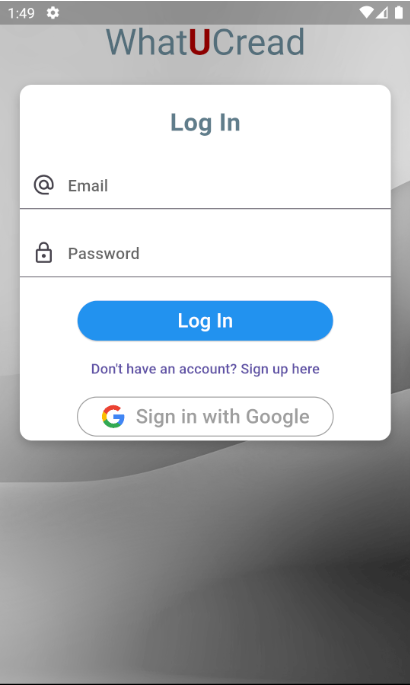 1:49
WhatUCread
Log In
Email
Password
Log In
Don't have an account? Sign up here
Sign in with Google